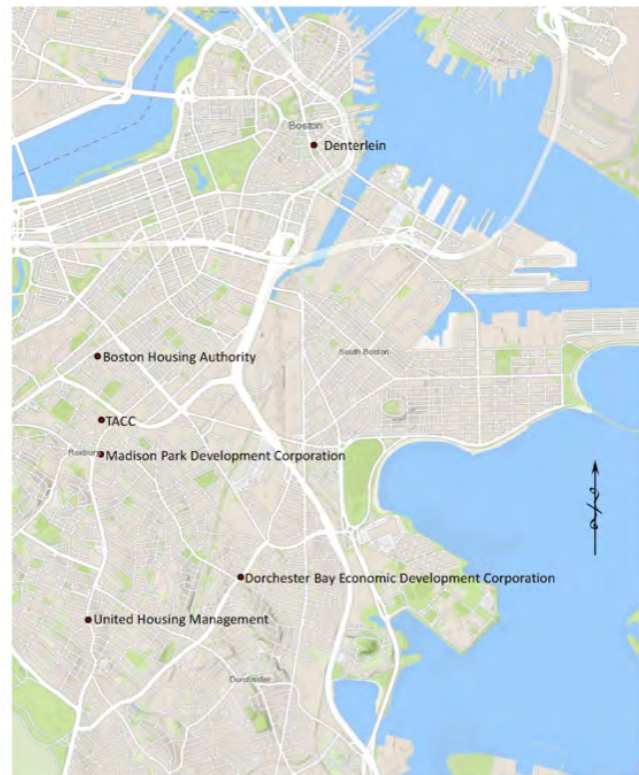 Boston
Denterlein
South Boston
Boston Housing Authority
TACC
Roxbury
Madison Park Development Corporation
Dorchester Bay Economic Development Corporation
United Housing Management
Dorchester